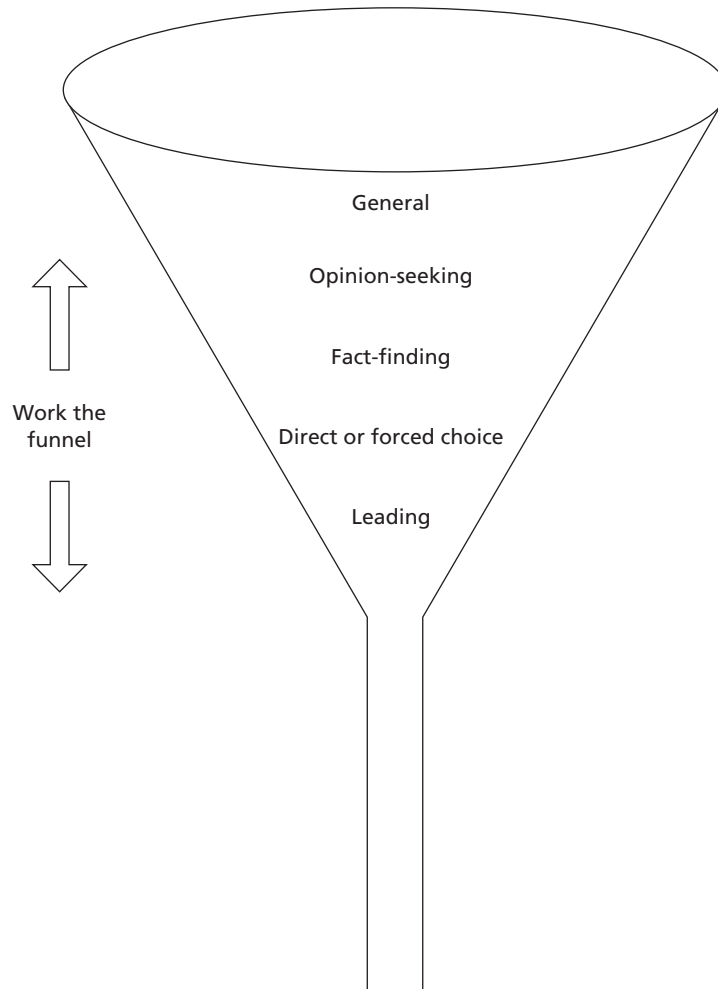 General
Opinion-seeking
Fact-finding
Work the
funnel
Direct or forced choice
Leading